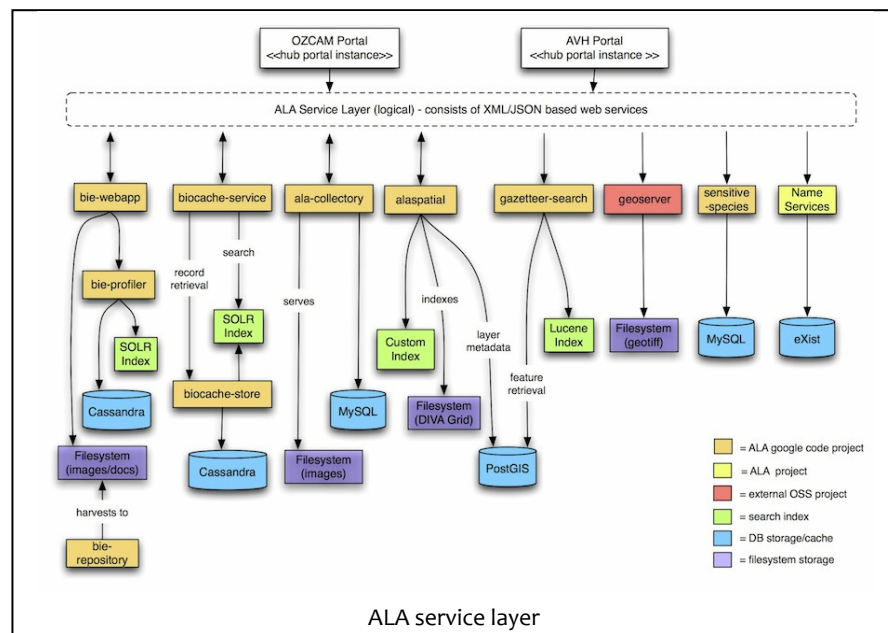 OZCAM Portal
<<hub portal instance>>
AVH Portal
<<hub portal instance >>
ALA Service Layer (logical) - consists of XML/JSON based web services
bie-webapp
biocache-service
ala-collectory
alaspatial
gazetteer-search
geoserver
sensitive
-species
Name
Services
bie-profiler
record
retrieval
search
serves
indexes
layer
metadata
feature
retrieval
SOLR
Index
SOLR
Index
Custom
Index
Lucene
Index
Filesystem
(geotiff)
MySQL
eXist
Cassandra
biocache-store
MySQL
Filesystem
(DIVA Grid)
Filesystem
(images/docs)
Cassandra
Filesystem
(images)
PostGIS
harvests to
bie-
repository
= ALA google code project
= ALA project
= external OSS project
= search index
= DB storage/cache
= filesystem storage
ALA service layer